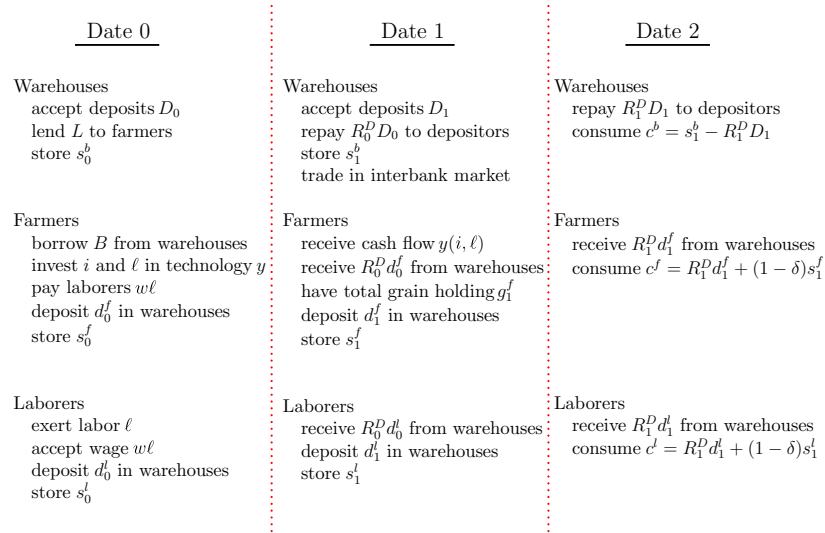 Date 0
Warehouses
accept deposits D_0
lend L to farmers
store s_0^b
Farmers
borrow B from warehouses
invest i and ℓ in technology y
pay laborers wℓ
deposit d_0^f in warehouses
store s_0^f
Laborers
exert labor ℓ
accept wage wℓ
deposit d_0^l in warehouses
store s_0^l
Date 1
Warehouses
accept deposits D_1
repay R_0^D D_0 to depositors
store s_1^b
trade in interbank market
Farmers
receive cash flow y(i, ℓ)
receive R_0^D d_0^f from warehouses
have total grain holding g_1^f
deposit d_1^f in warehouses
store s_1^f
Laborers
receive R_0^D d_0^l from warehouses
deposit d_1^l in warehouses
store s_1^l
Date 2
Warehouses
repay R_1^D D_1 to depositors
consume c^b = s_1^b − R_1^D D_1
Farmers
receive R_1^D d_1^f from warehouses
consume c^f = R_1^D d_1^f + (1 − δ)s_1^f
Laborers
receive R_1^D d_1^l from warehouses
consume c^l = R_1^D d_1^l + (1 − δ)s_1^l